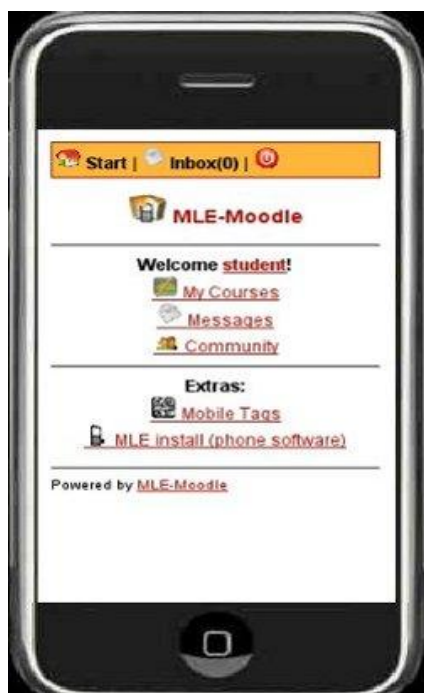 Start | Inbox(0) |
MLE-Moodle
Welcome student!
My Courses
Messages
Community
Extras:
Mobile Tags
MLE install (phone software)
Powered by MLE-Moodle